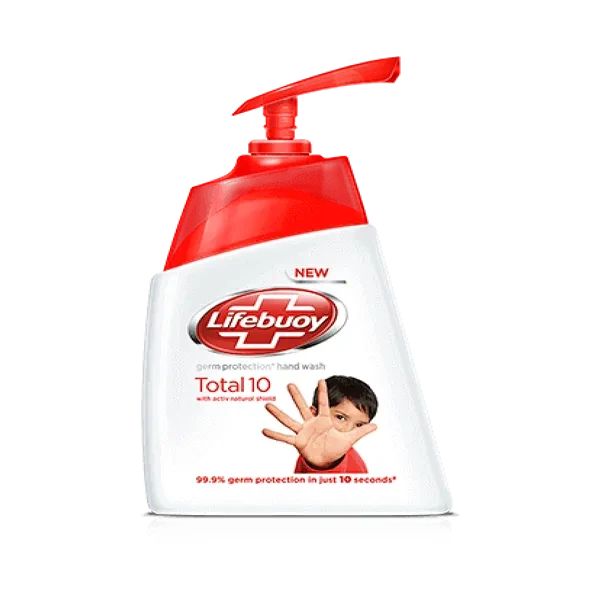 NEW
Lifebuoy
germ protection* hand wash
Total 10
with activ natural shield
99.9% germ protection in just 10 seconds*